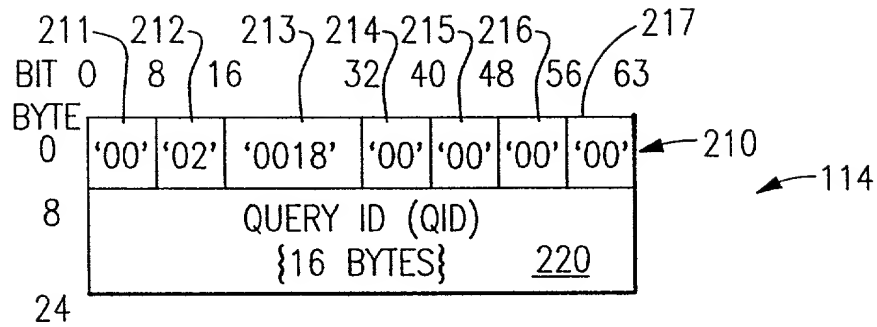 211 212 213 214 215 216 217
BIT 0 8 16 32 40 48 56 63
BYTE
0 '00' '02' '0018' '00' '00' '00' '00' 210
114
8 QUERY ID (QID)
{16 BYTES} 220
24